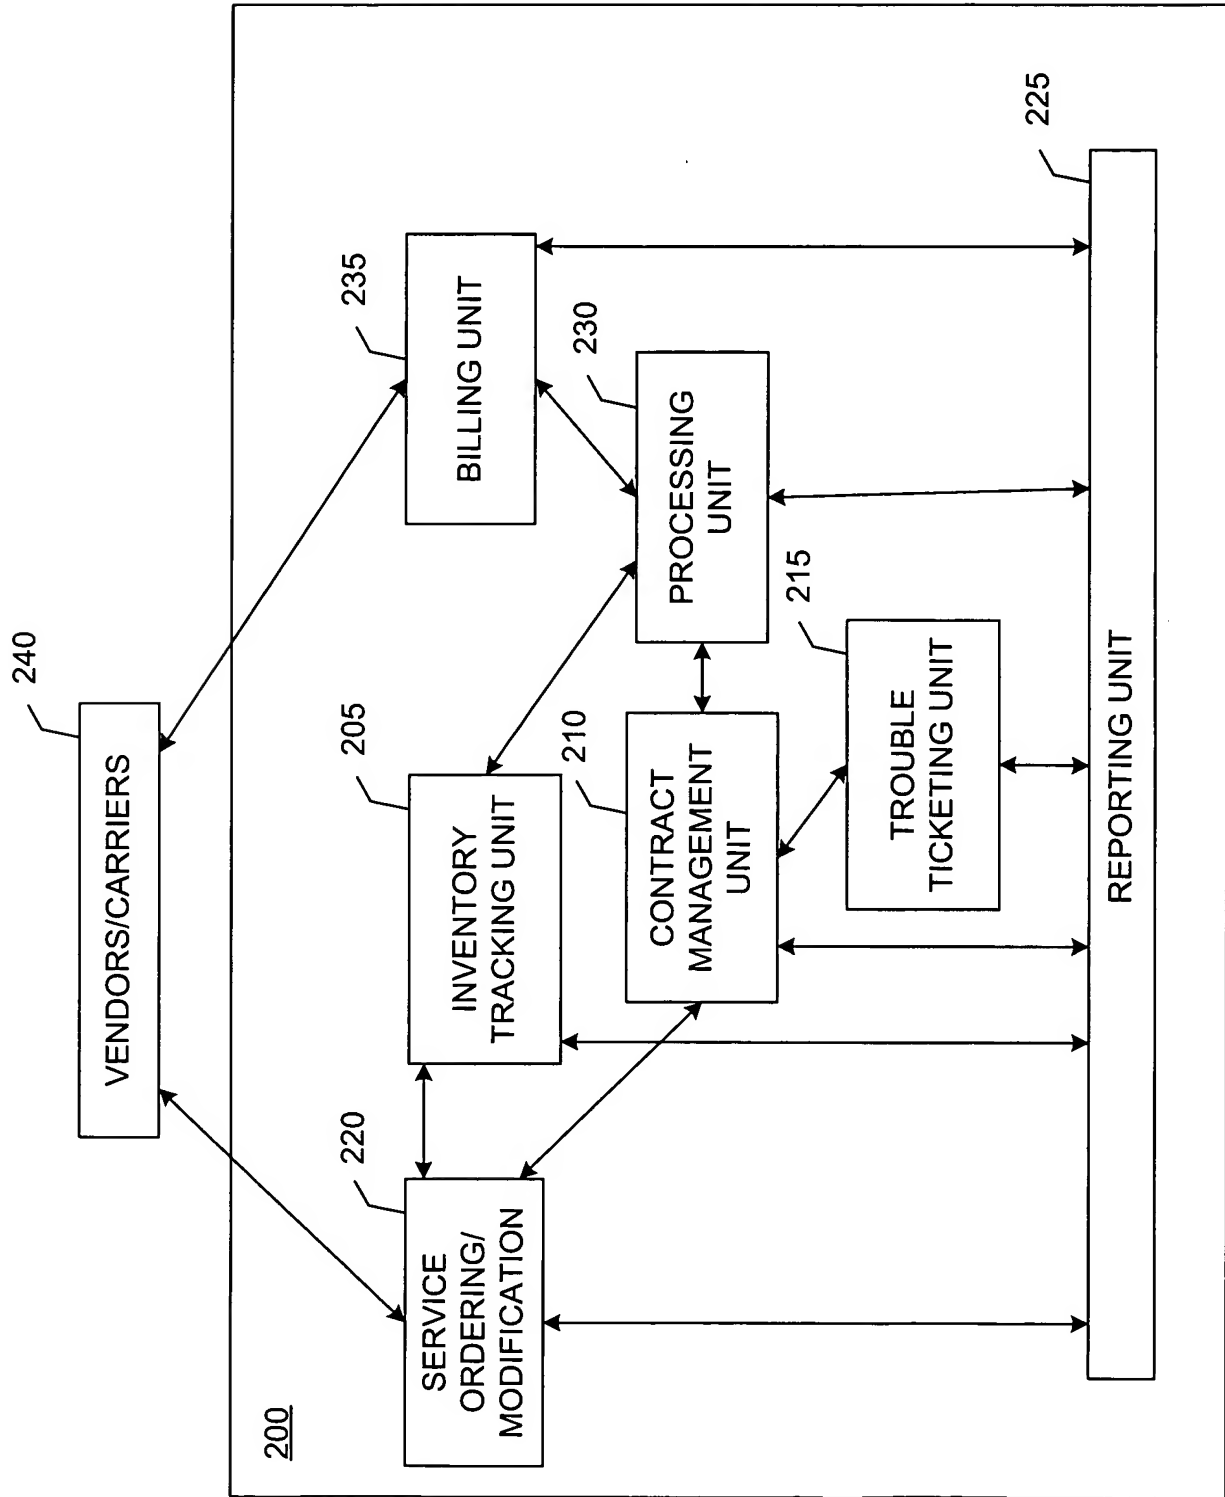 240
VENDORS/CARRIERS
200
220
SERVICE
ORDERING/
MODIFICATION
205
INVENTORY
TRACKING UNIT
235
BILLING UNIT
210
CONTRACT
MANAGEMENT
UNIT
230
PROCESSING
UNIT
215
TROUBLE
TICKETING UNIT
225
REPORTING UNIT